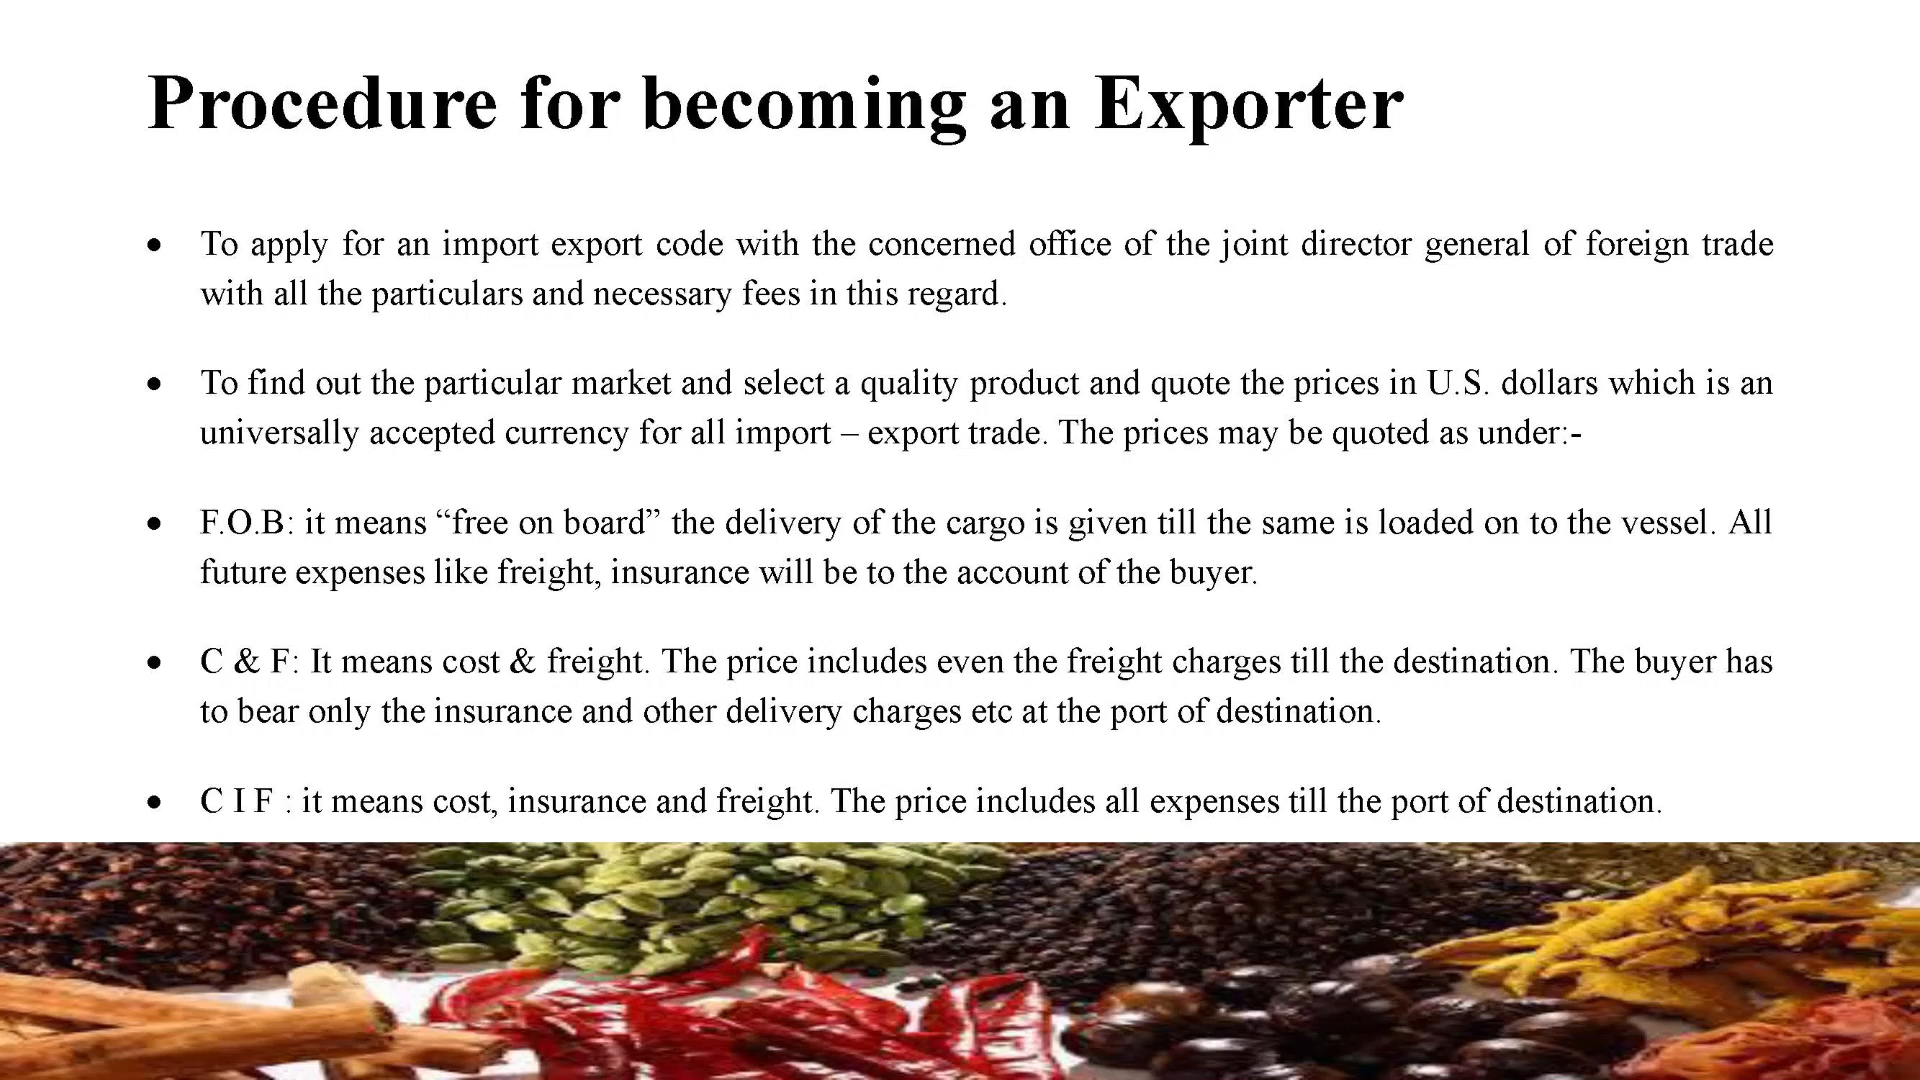 Procedure for becoming an Exporter
• To apply for an import export code with the concerned office of the joint director general of foreign trade
with all the particulars and necessary fees in this regard.
• To find out the particular market and select a quality product and quote the prices in U.S. dollars which is an
universally accepted currency for all import – export trade. The prices may be quoted as under:-
• F.O.B: it means “free on board” the delivery of the cargo is given till the same is loaded on to the vessel. All
future expenses like freight, insurance will be to the account of the buyer.
• C & F: It means cost & freight. The price includes even the freight charges till the destination. The buyer has
to bear only the insurance and other delivery charges etc at the port of destination.
• C I F : it means cost, insurance and freight. The price includes all expenses till the port of destination.